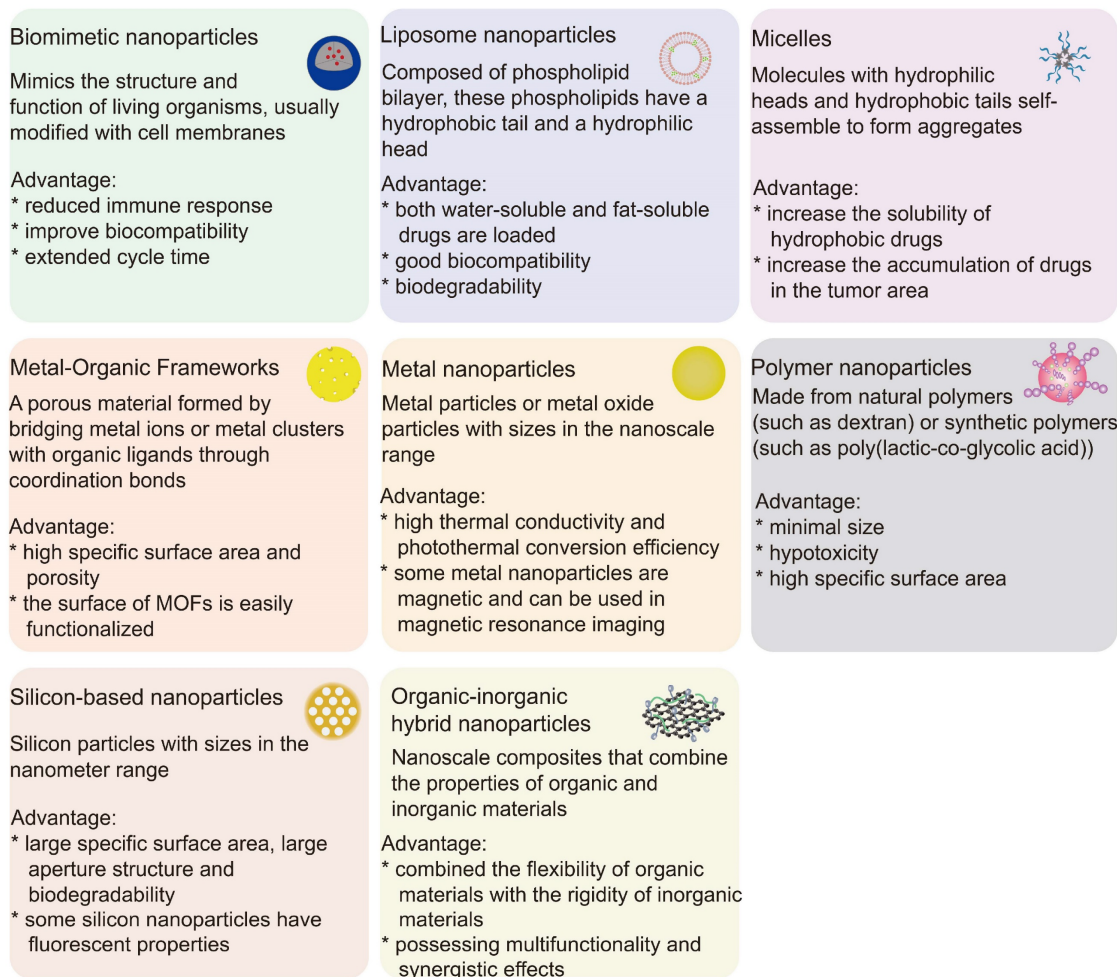 Biomimetic nanoparticles
Mimics the structure and
function of living organisms, usually
modified with cell membranes
Advantage:
* reduced immune response
* improve biocompatibility
* extended cycle time
Liposome nanoparticles
Composed of phospholipid
bilayer, these phospholipids have a
hydrophobic tail and a hydrophilic
head
Advantage:
* both water-soluble and fat-soluble
drugs are loaded
* good biocompatibility
* biodegradability
Micelles
Molecules with hydrophilic
heads and hydrophobic tails self-
assemble to form aggregates
Advantage:
* increase the solubility of
hydrophobic drugs
* increase the accumulation of drugs
in the tumor area
Metal-Organic Frameworks
A porous material formed by
bridging metal ions or metal clusters
with organic ligands through
coordination bonds
Advantage:
* high specific surface area and
porosity
* the surface of MOFs is easily
functionalized
Metal nanoparticles
Metal particles or metal oxide
particles with sizes in the nanoscale
range
Advantage:
* high thermal conductivity and
photothermal conversion efficiency
* some metal nanoparticles are
magnetic and can be used in
magnetic resonance imaging
Polymer nanoparticles
Made from natural polymers
(such as dextran) or synthetic polymers
(such as poly(lactic-co-glycolic acid))
Advantage:
* minimal size
* hypotoxicity
* high specific surface area
Silicon-based nanoparticles
Silicon particles with sizes in the
nanometer range
Advantage:
* large specific surface area, large
aperture structure and
biodegradability
* some silicon nanoparticles have
fluorescent properties
Organic-inorganic
hybrid nanoparticles
Nanoscale composites that combine
the properties of organic and
inorganic materials
Advantage:
* combined the flexibility of organic
materials with the rigidity of inorganic
materials
* possessing multifunctionality and
synergistic effects